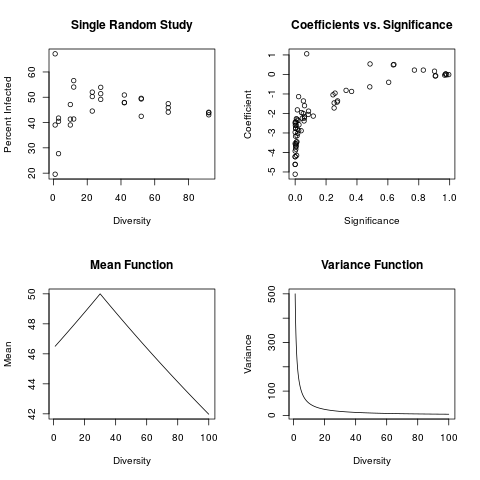 Single Random Study
Percent Infected
20 30 40 50 60
0 20 40 60 80
Diversity
Coefficients vs. Significance
Coefficient
-5 -4 -3 -2 -1 0 1
0.0 0.2 0.4 0.6 0.8 1.0
Significance
Mean Function
Mean
42 44 46 48 50
0 20 40 60 80 100
Diversity
Variance Function
Variance
0 100 300 500
0 20 40 60 80 100
Diversity